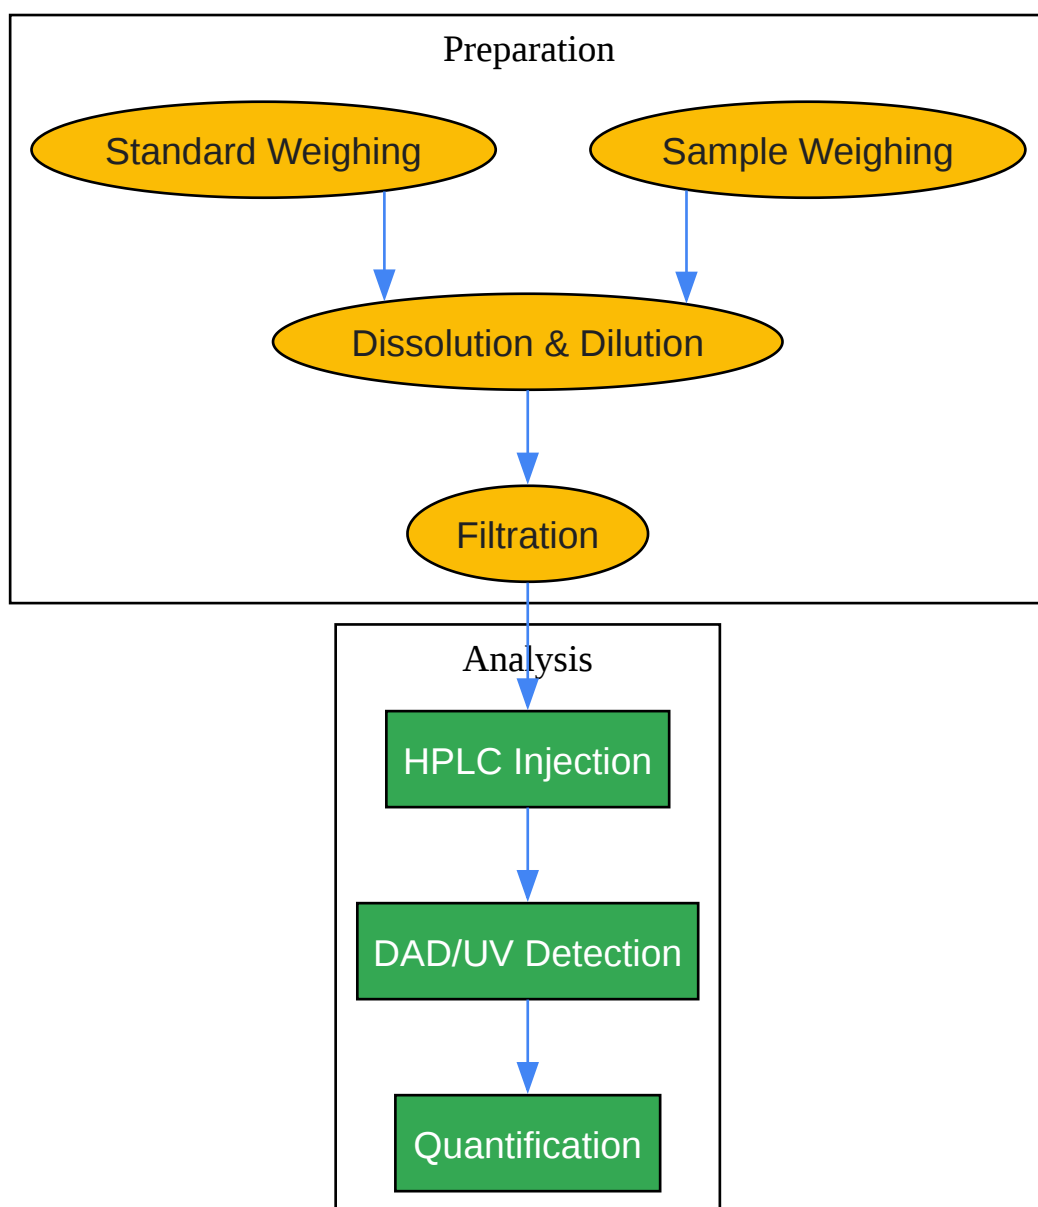 Preparation
Standard Weighing
Sample Weighing
Dissolution & Dilution
Filtration
Analysis
HPLC Injection
DAD/UV Detection
Quantification